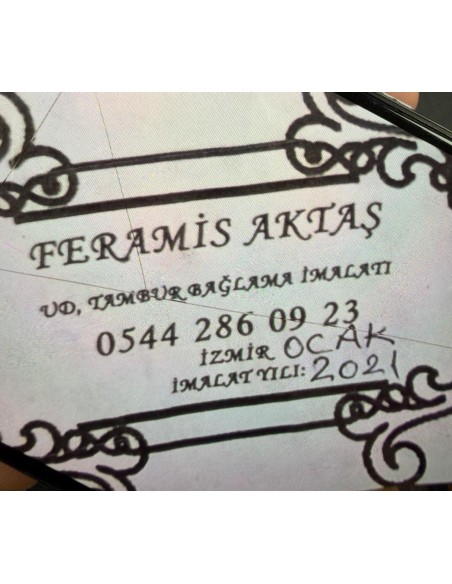 FERAMİS AKTAŞ
UD, TAMBUR BAĞLAMA İMALATI
0544 286 09 23
İZMİR OCAK
İMALAT YILI: 2021